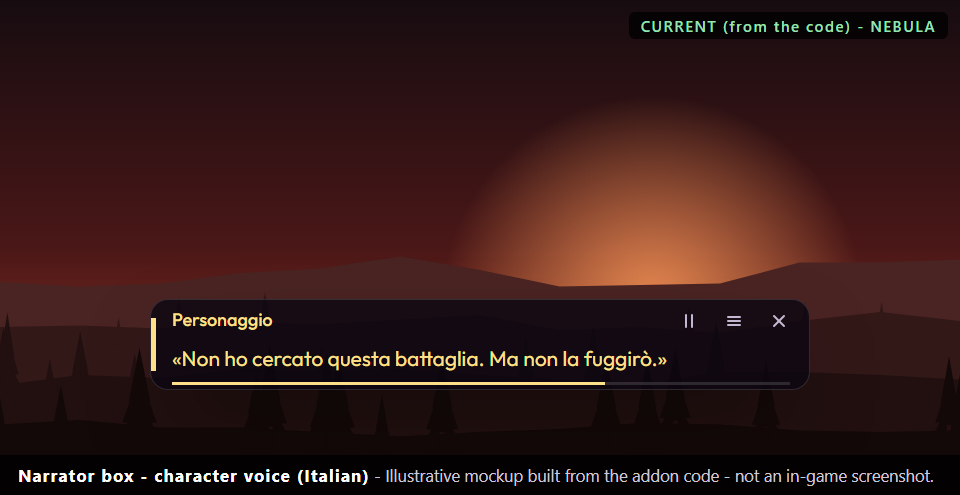 CURRENT (from the code) - NEBULA
Personaggio
«Non ho cercato questa battaglia. Ma non la fuggirò.»
Narrator box - character voice (Italian) - Illustrative mockup built from the addon code - not an in-game screenshot.